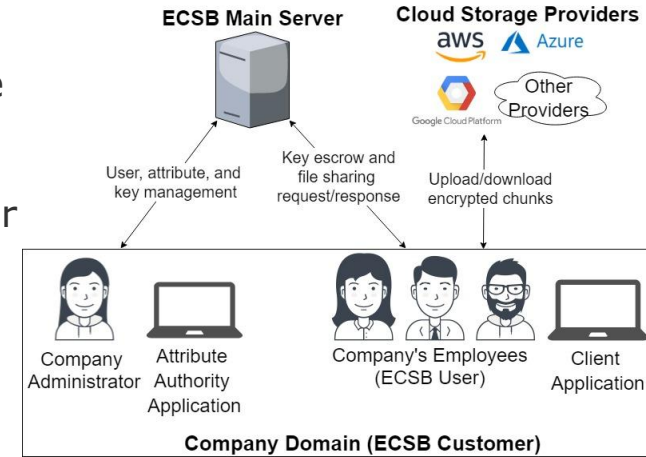 ECSB Main Server
Cloud Storage Providers
aws
Azure
Google Cloud Platform
Other
Providers
e
r
User, attribute, and
key management
Key escrow and
file sharing
request/response
Upload/download
encrypted chunks
Company
Administrator
Attribute
Authority
Application
Company's Employees
(ECSB User)
Client
Application
Company Domain (ECSB Customer)